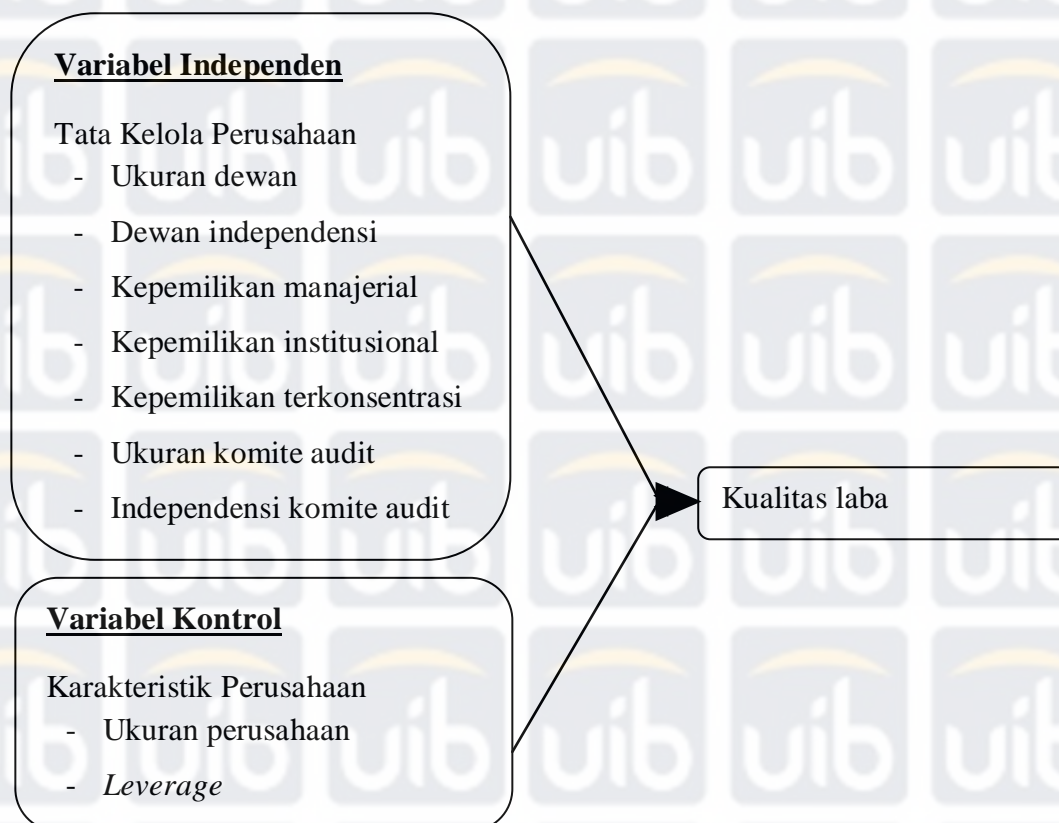 Variabel Independen
Tata Kelola Perusahaan
- Ukuran dewan
- Dewan independensi
- Kepemilikan manajerial
- Kepemilikan institusional
- Kepemilikan terkonsentrasi
- Ukuran komite audit
- Independensi komite audit
Kualitas laba
Variabel Kontrol
Karakteristik Perusahaan
- Ukuran perusahaan
- Leverage